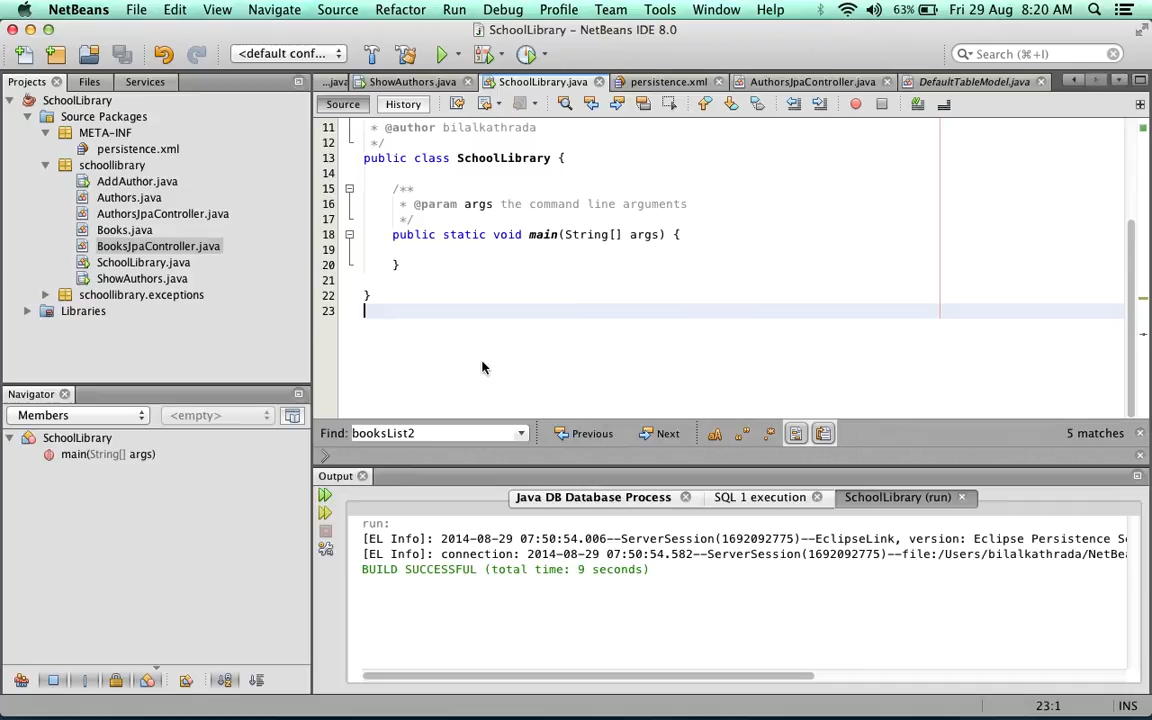 NetBeans File Edit View Navigate Source Refactor Run Debug Profile Team Tools Window Help 63% Fri 29 Aug 8:20 AM
SchoolLibrary – NetBeans IDE 8.0
<default conf... Search (⌘+I)
Projects Files Services
...java ShowAuthors.java SchoolLibrary.java persistence.xml AuthorsJpaController.java DefaultTableModel.java
Source History
SchoolLibrary
Source Packages
META-INF
persistence.xml
schoollibrary
AddAuthor.java
Authors.java
AuthorsJpaController.java
Books.java
BooksJpaController.java
SchoolLibrary.java
ShowAuthors.java
schoollibrary.exceptions
Libraries
11 * @author bilalkathrada
12 */
13 public class SchoolLibrary {
14
15 /**
16 * @param args the command line arguments
17 */
18 public static void main(String[] args) {
19
20 }
21
22 }
23
Navigator
Members <empty>
SchoolLibrary
main(String[] args)
Find: booksList2 Previous Next 5 matches
Output
Java DB Database Process SQL 1 execution SchoolLibrary (run)
run:
[EL Info]: 2014-08-29 07:50:54.006--ServerSession(1692092775)--EclipseLink, version: Eclipse Persistence S
[EL Info]: connection: 2014-08-29 07:50:54.582--ServerSession(1692092775)--file:/Users/bilalkathrada/NetBe
BUILD SUCCESSFUL (total time: 9 seconds)
23:1 INS